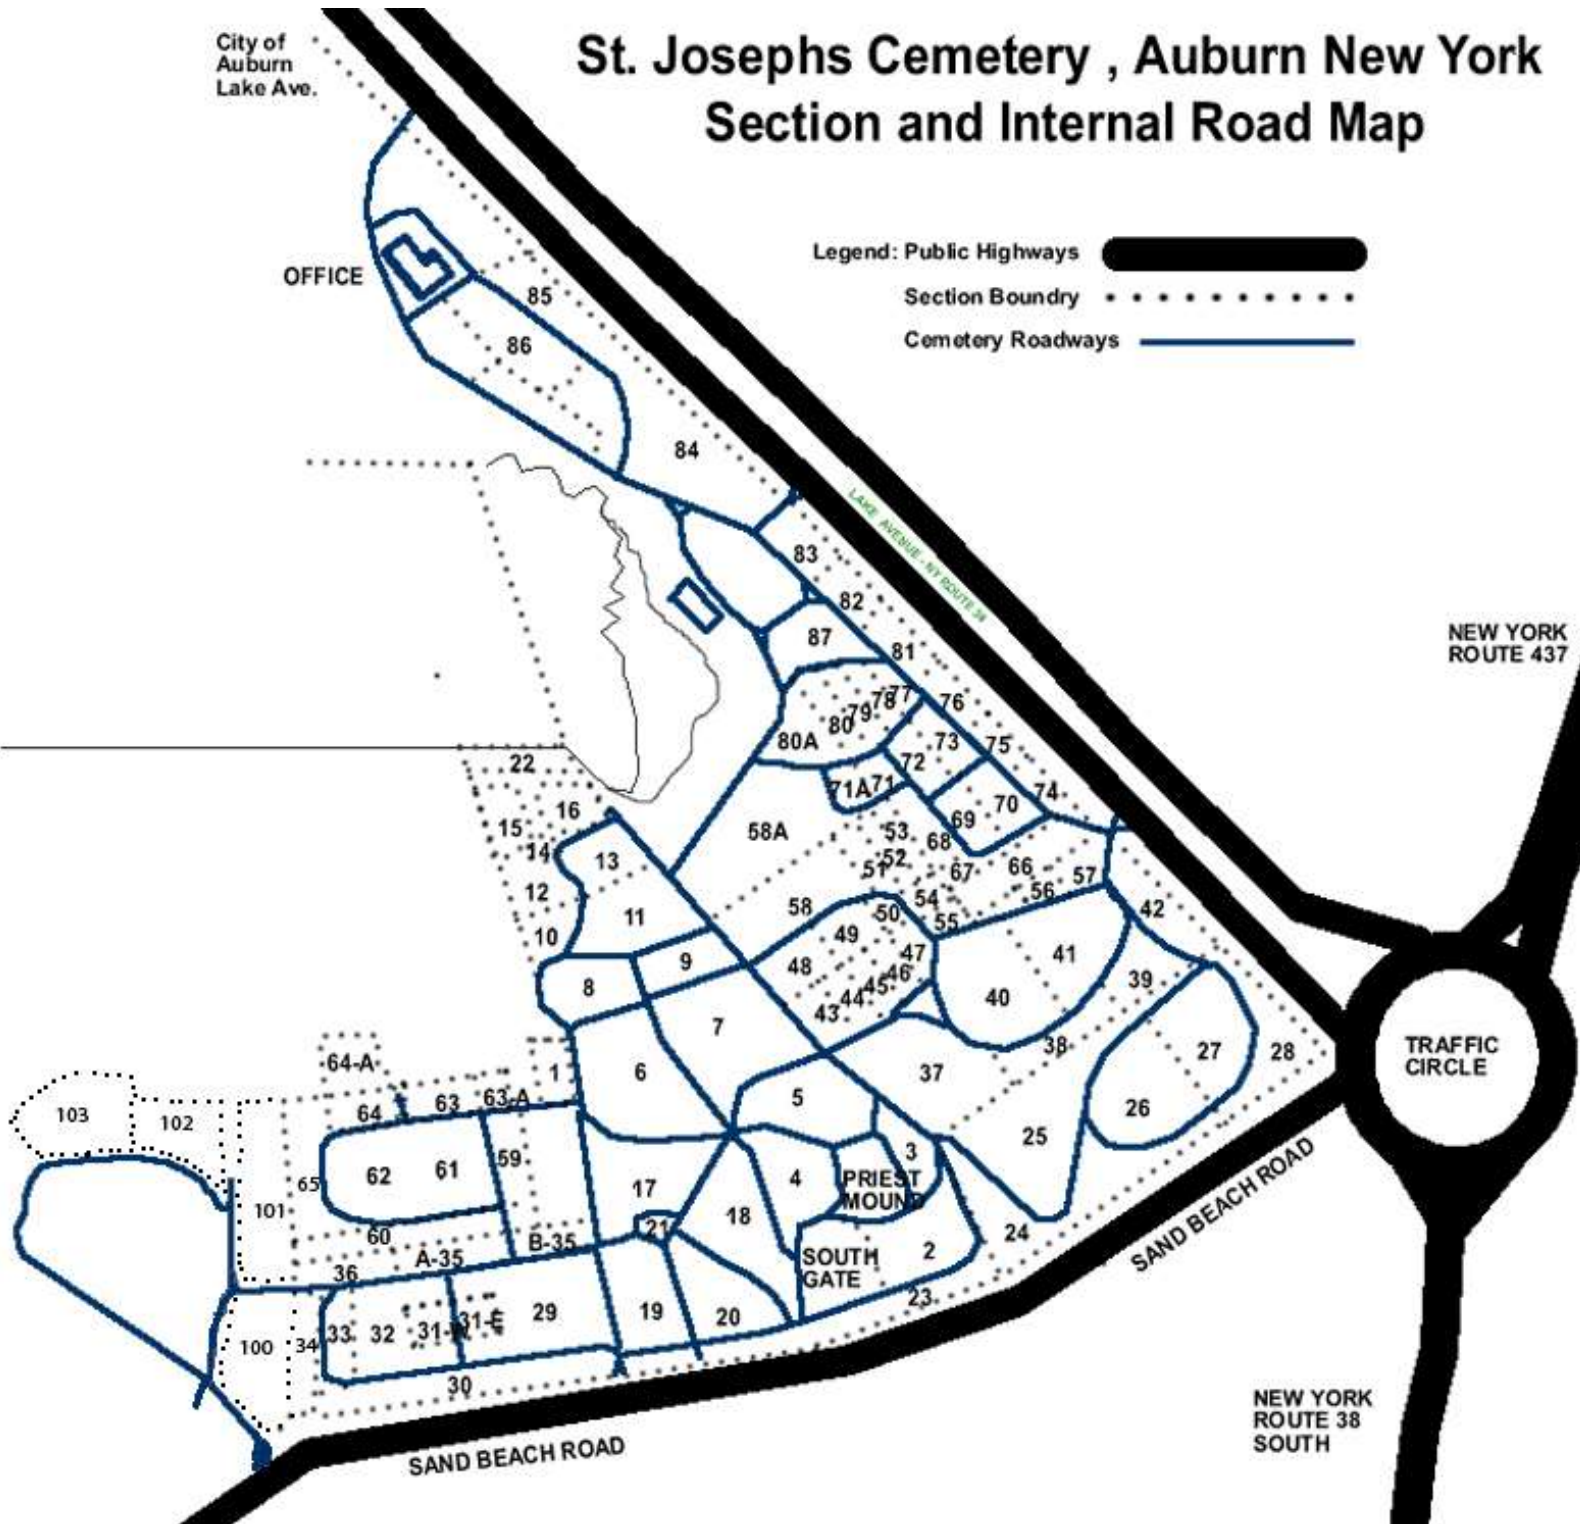 St. Josephs Cemetery , Auburn New York
Section and Internal Road Map
City of
Auburn
Lake Ave.
Legend: Public Highways
Section Boundry
Cemetery Roadways
OFFICE
85
86
84
LAKE AVENUE - NY ROUTE 34
83
82
87
81
NEW YORK
ROUTE 437
76
77
78
79
80
80A
73
75
72
71A
71
74
70
69
22
16
15
14
13
58A
53
68
52
51
67
66
57
56
54
12
11
10
58
50
55
42
49
47
48
46
45
44
43
41
40
39
9
8
7
38
27
28
TRAFFIC
CIRCLE
64-A
1
6
37
103
102
64
63
63-A
5
26
25
3
62
61
59
65
17
4
PRIEST
MOUND
101
18
21
60
A-35
B-35
36
SOUTH
GATE
2
24
SAND BEACH ROAD
23
100
34
33
32
31-W
31-E
29
19
20
30
SAND BEACH ROAD
NEW YORK
ROUTE 38
SOUTH